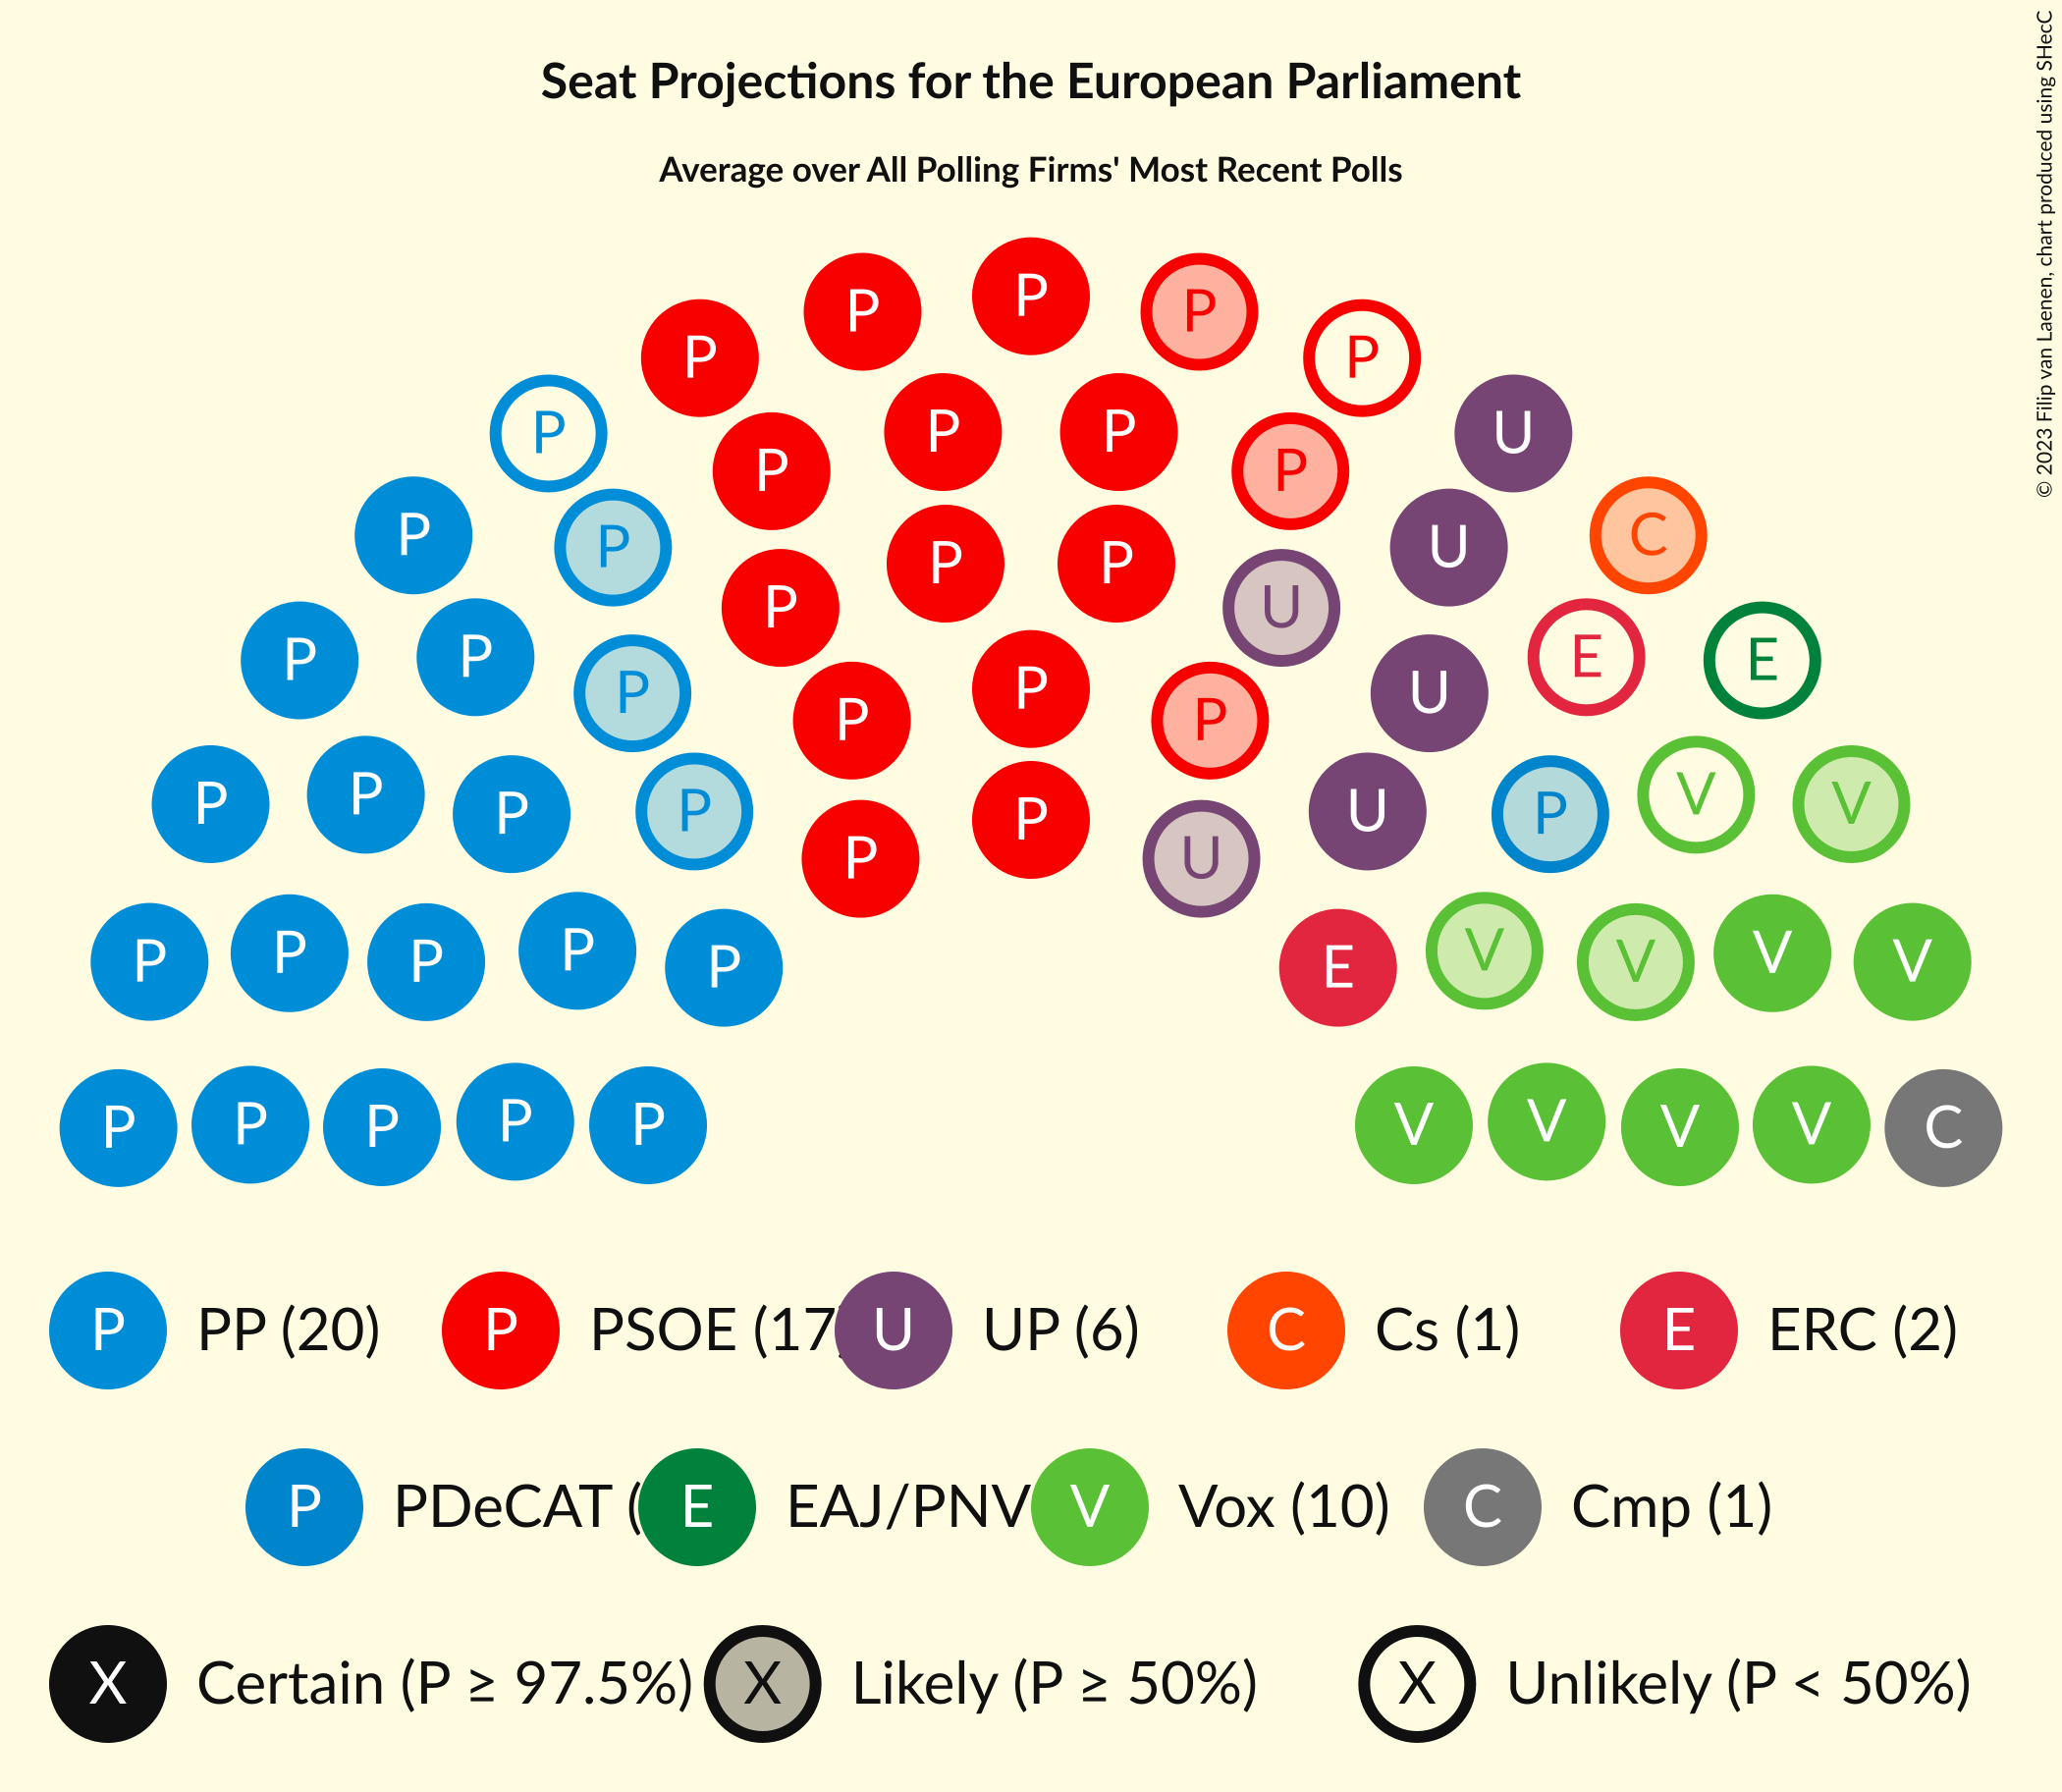 © 2023 Filip van Laenen, chart produced using SHecC
Seat Projections for the European Parliament
Average over All Polling Firms' Most Recent Polls
P P P
P P
P P P U
P P
P P P P U C
P U
P P P P U E E
P P
P P P P P U P V V
P U
P P P P P E V V V V
P P P P P V V V V C
P PP (20) P PSOE (17 U UP (6) C Cs (1) E ERC (2)
P PDeCAT ( E EAJ/PNV V Vox (10) C Cmp (1)
X Certain (P ≥ 97.5%) X Likely (P ≥ 50%) X Unlikely (P < 50%)